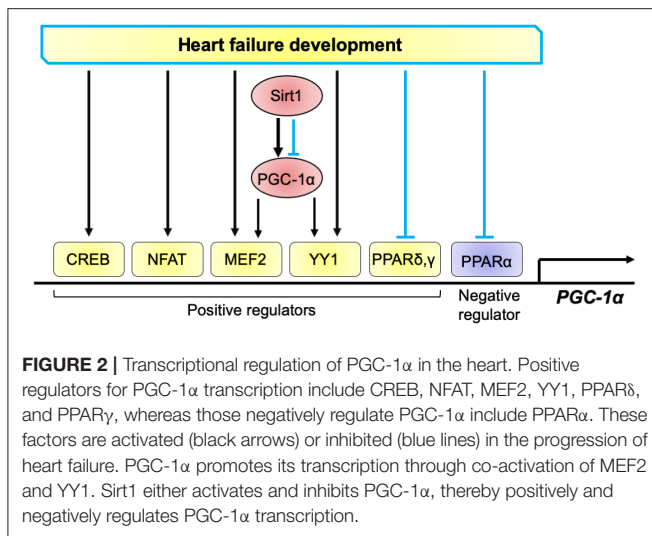 Heart failure development
Sirt1
PGC-1α
CREB NFAT MEF2 YY1 PPARδ,γ PPARα
Positive regulators
Negative
regulator
PGC-1α
FIGURE 2 | Transcriptional regulation of PGC-1α in the heart. Positive
regulators for PGC-1α transcription include CREB, NFAT, MEF2, YY1, PPARδ,
and PPARγ, whereas those negatively regulate PGC-1α include PPARα. These
factors are activated (black arrows) or inhibited (blue lines) in the progression of
heart failure. PGC-1α promotes its transcription through co-activation of MEF2
and YY1. Sirt1 either activates and inhibits PGC-1α, thereby positively and
negatively regulates PGC-1α transcription.